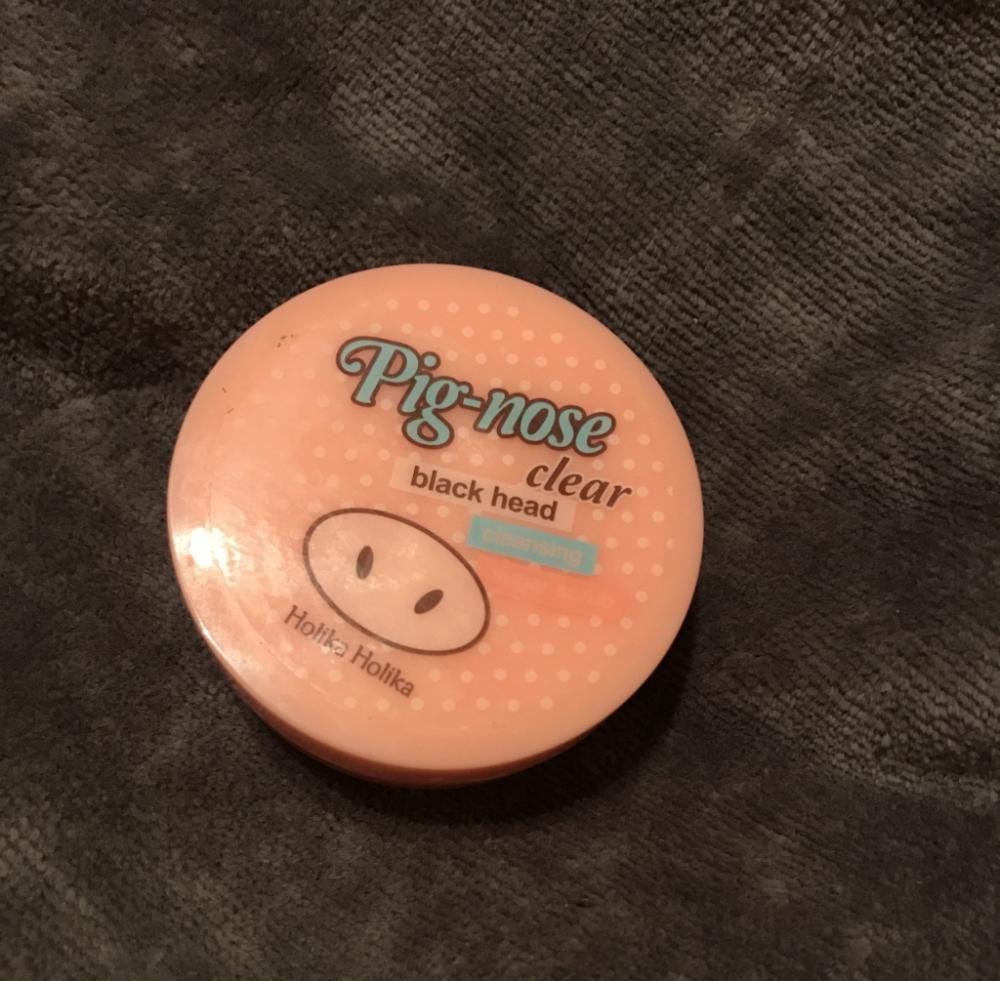 Pig-nose
clear
black head
cleansing
Holika Holika